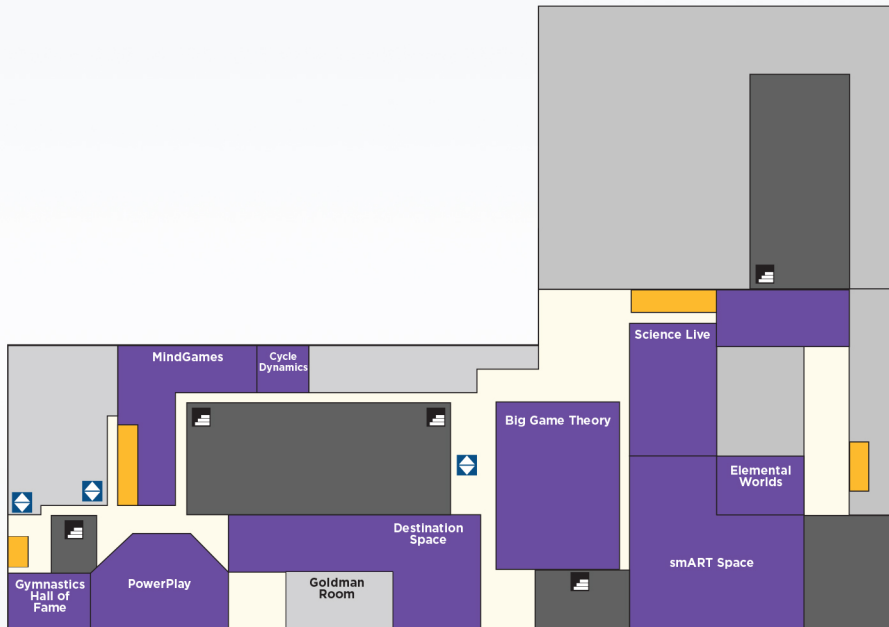 MindGames
Cycle
Dynamics
Science Live
Big Game Theory
Elemental
Worlds
Destination
Space
smART Space
Gymnastics
Hall of
Fame
PowerPlay
Goldman
Room